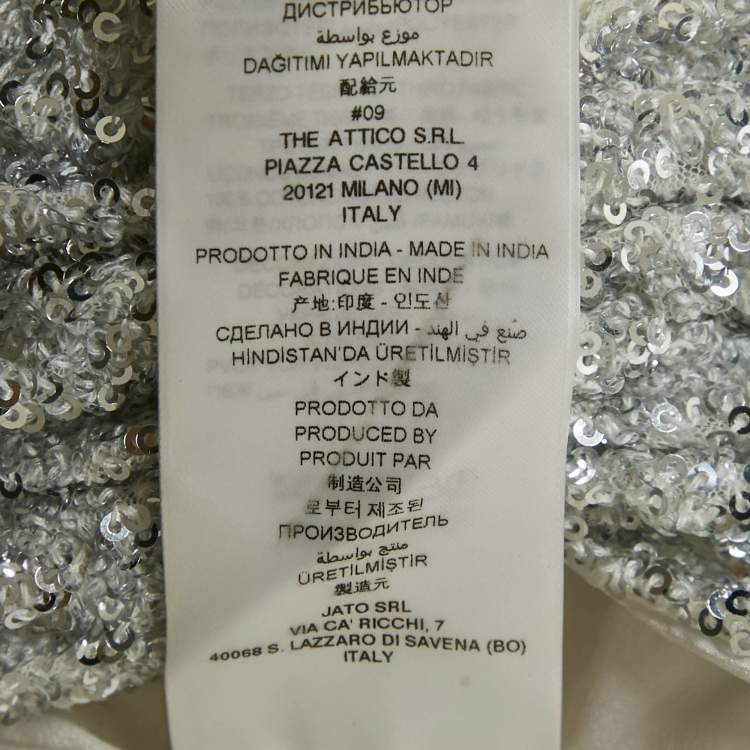 ДИСТРИБЬЮТОР
موزع بواسطة
DAĞITIMI YAPILMAKTADIR
配給元
#09
THE ATTICO S.R.L.
PIAZZA CASTELLO 4
20121 MILANO (MI)
ITALY
PRODOTTO IN INDIA - MADE IN INDIA
FABRIQUE EN INDE
产地:印度 - 인도산
СДЕЛАНО В ИНДИИ - صنع في الهند
HİNDİSTAN'DA ÜRETİLMİŞTİR
インド製
PRODOTTO DA
PRODUCED BY
PRODUIT PAR
制造公司
로부터 제조된
ПРОИЗВОДИТЕЛЬ
منتج بواسطة
ÜRETİLMİŞTİR
製造元
JATO SRL
VIA CA' RICCHI, 7
40068 S. LAZZARO DI SAVENA (BO)
ITALY